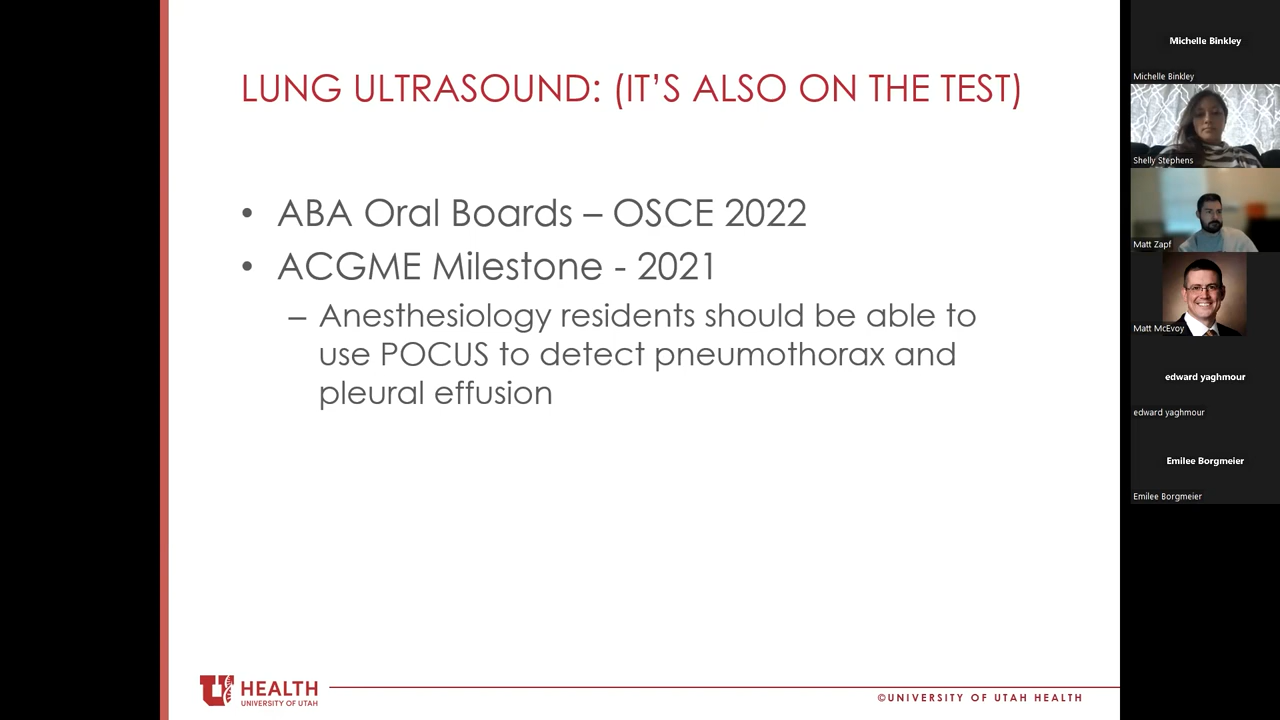 LUNG ULTRASOUND: (IT'S ALSO ON THE TEST)
• ABA Oral Boards – OSCE 2022
• ACGME Milestone - 2021
– Anesthesiology residents should be able to
use POCUS to detect pneumothorax and
pleural effusion
U HEALTH
UNIVERSITY OF UTAH
©UNIVERSITY OF UTAH HEALTH
Michelle Binkley
Michelle Binkley
Shelly Stephens
Matt Zapf
Matt McEvoy
edward yaghmour
edward yaghmour
Emilee Borgmeier
Emilee Borgmeier